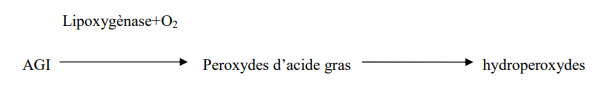 Lipoxygènase+O₂
AGI Peroxydes d'acide gras hydroperoxydes